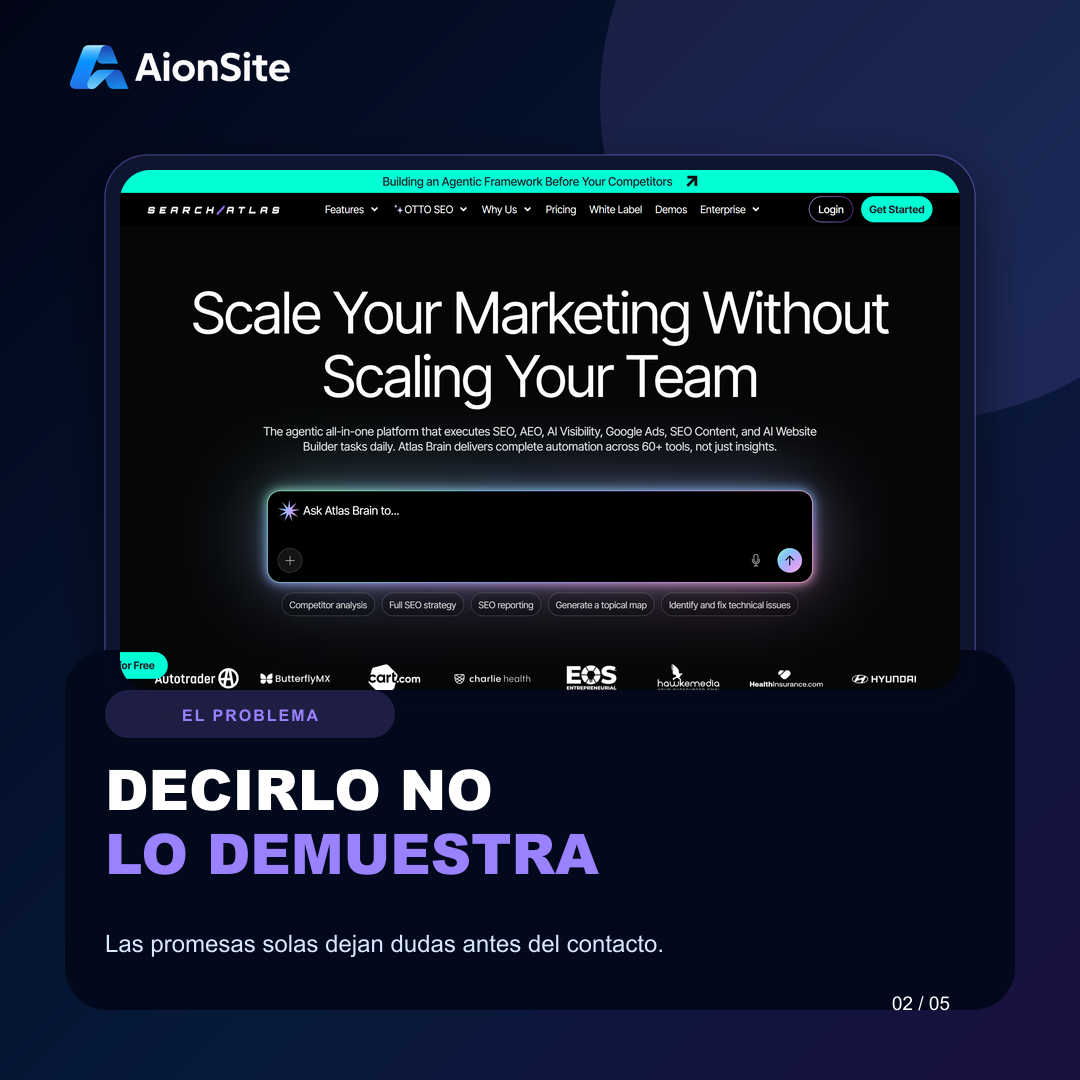 AionSite
Building an Agentic Framework Before Your Competitors
SEARCH/ATLAS
Features
OTTO SEO
Why Us
Pricing
White Label
Demos
Enterprise
Login
Get Started
Scale Your Marketing Without
Scaling Your Team
The agentic all-in-one platform that executes SEO, AEO, AI Visibility, Google Ads, SEO Content, and AI Website
Builder tasks daily. Atlas Brain delivers complete automation across 60+ tools, not just insights.
Ask Atlas Brain to...
Competitor analysis
Full SEO strategy
SEO reporting
Generate a topical map
Identify and fix technical issues
for Free
Autotrader
ButterflyMX
cart.com
charlie health
EOS
ENTREPRENEURIAL
hawkemedia
HealthInsurance.com
HYUNDAI
EL PROBLEMA
DECIRLO NO
LO DEMUESTRA
Las promesas solas dejan dudas antes del contacto.
02 / 05